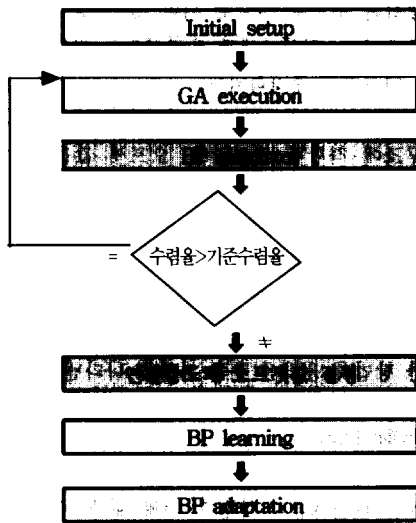 Initial setup
GA execution
수렴율>기준수렴율
=
≠
BP learning
BP adaptation